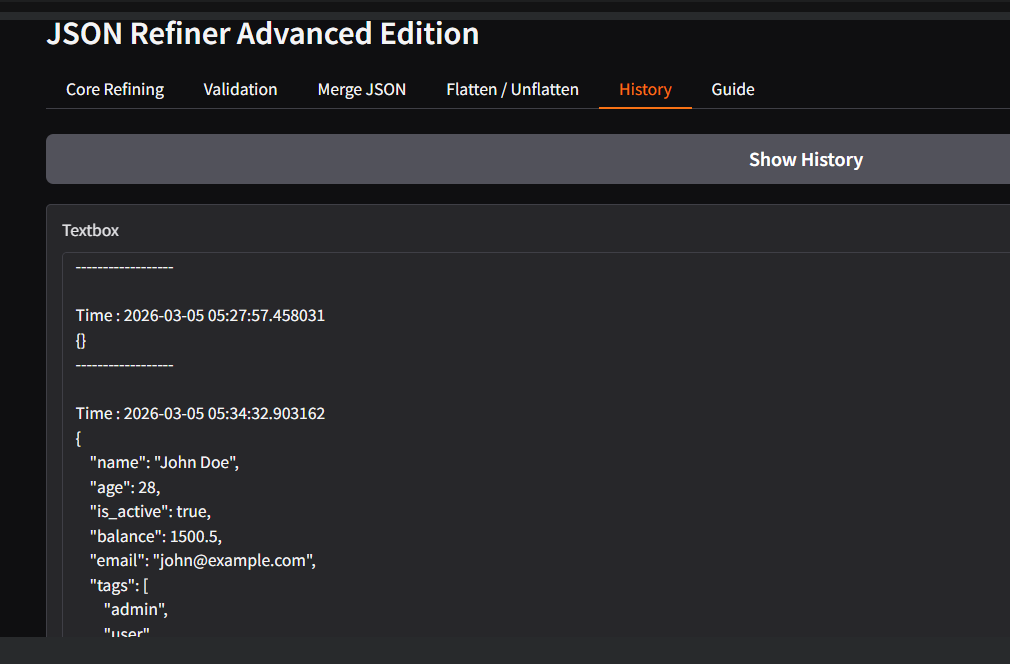 JSON Refiner Advanced Edition
Core Refining Validation Merge JSON Flatten / Unflatten History Guide
Show History
Textbox
------------------
Time : 2026-03-05 05:27:57.458031
{}
------------------
Time : 2026-03-05 05:34:32.903162
{
"name": "John Doe",
"age": 28,
"is_active": true,
"balance": 1500.5,
"email": "john@example.com",
"tags": [
"admin",
"user"